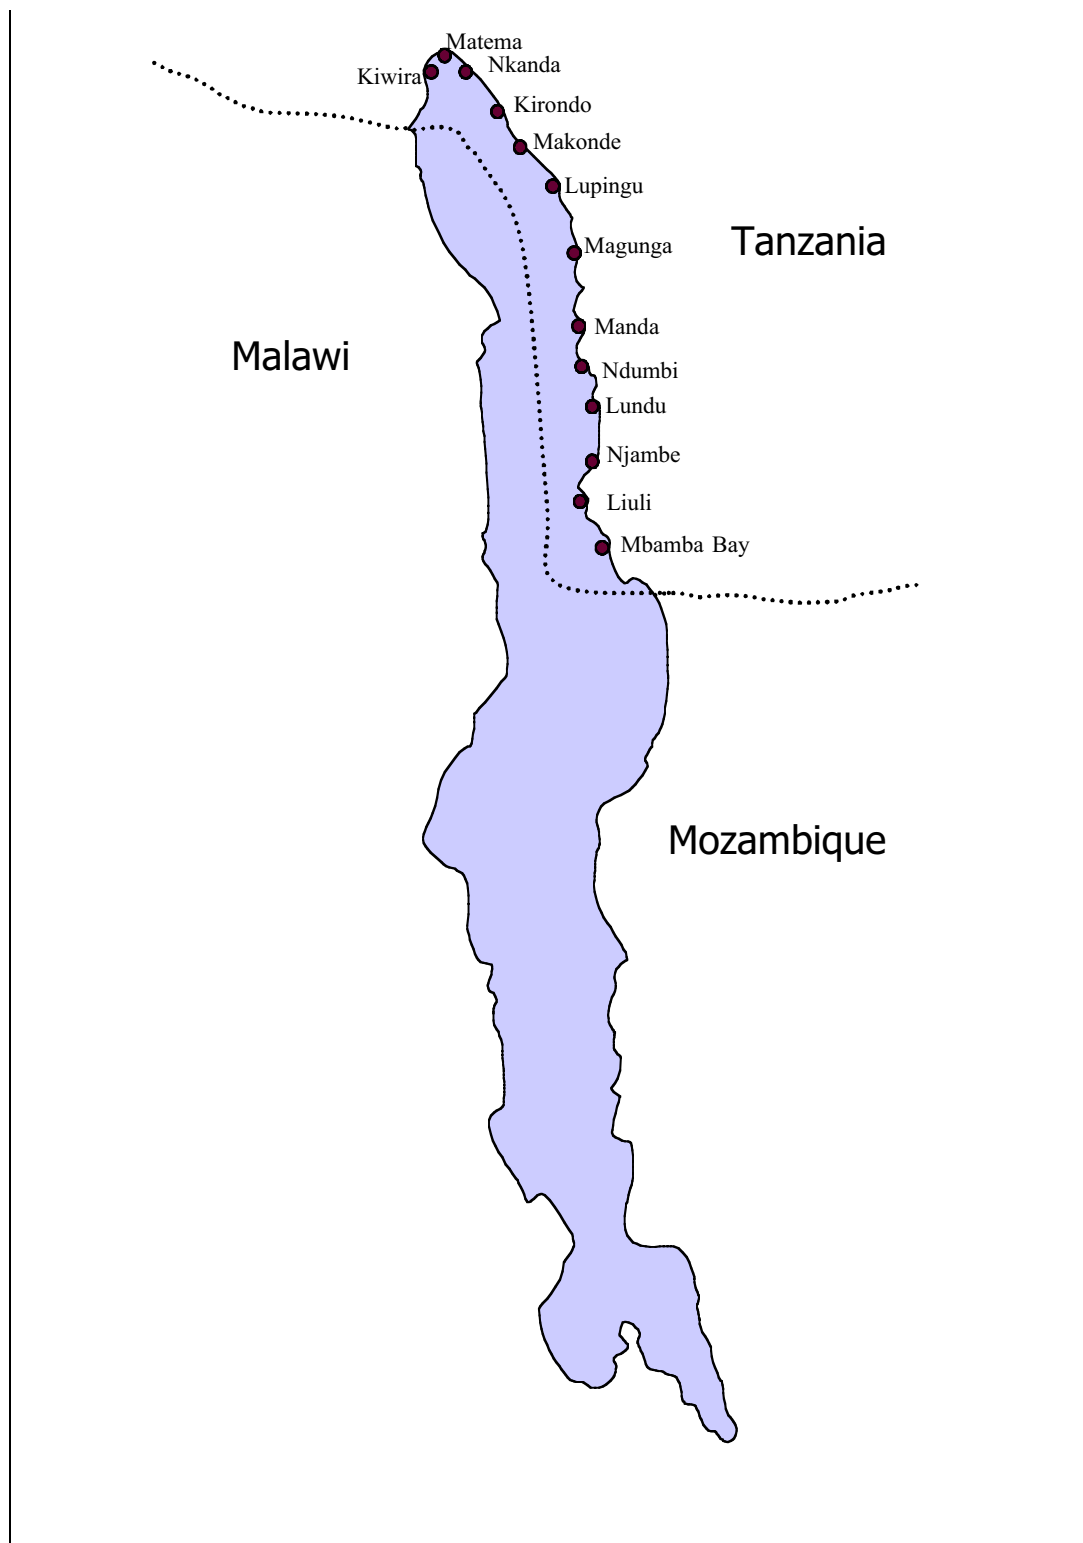 Matema
Nkanda
Kiwira
Kirondo
Makonde
Lupingu
Tanzania
Magunga
Manda
Malawi
Ndumbi
Lundu
Njambe
Liuli
Mbamba Bay
Mozambique